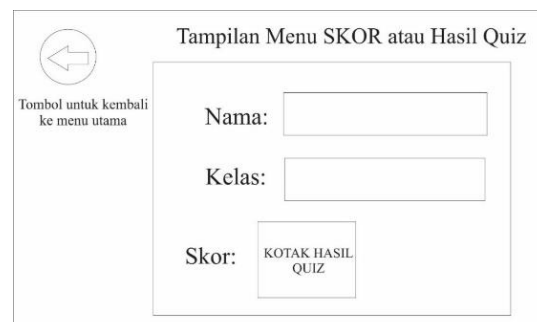 Tampilan Menu SKOR atau Hasil Quiz
Tombol untuk kembali
ke menu utama
Nama:
Kelas:
Skor:
KOTAK HASIL
QUIZ